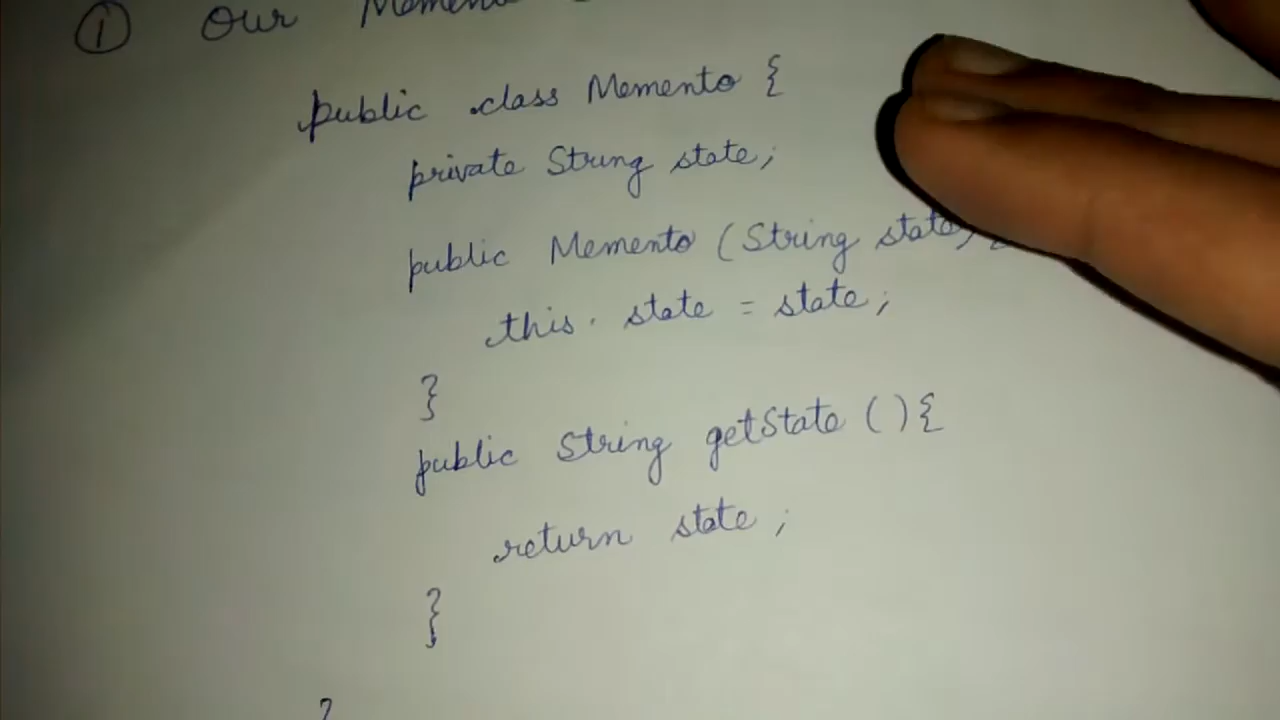 ① Our Memento
public class Memento {
private String state;
public Memento (String state) {
this. state = state;
}
public String getState () {
return state ;
}
}